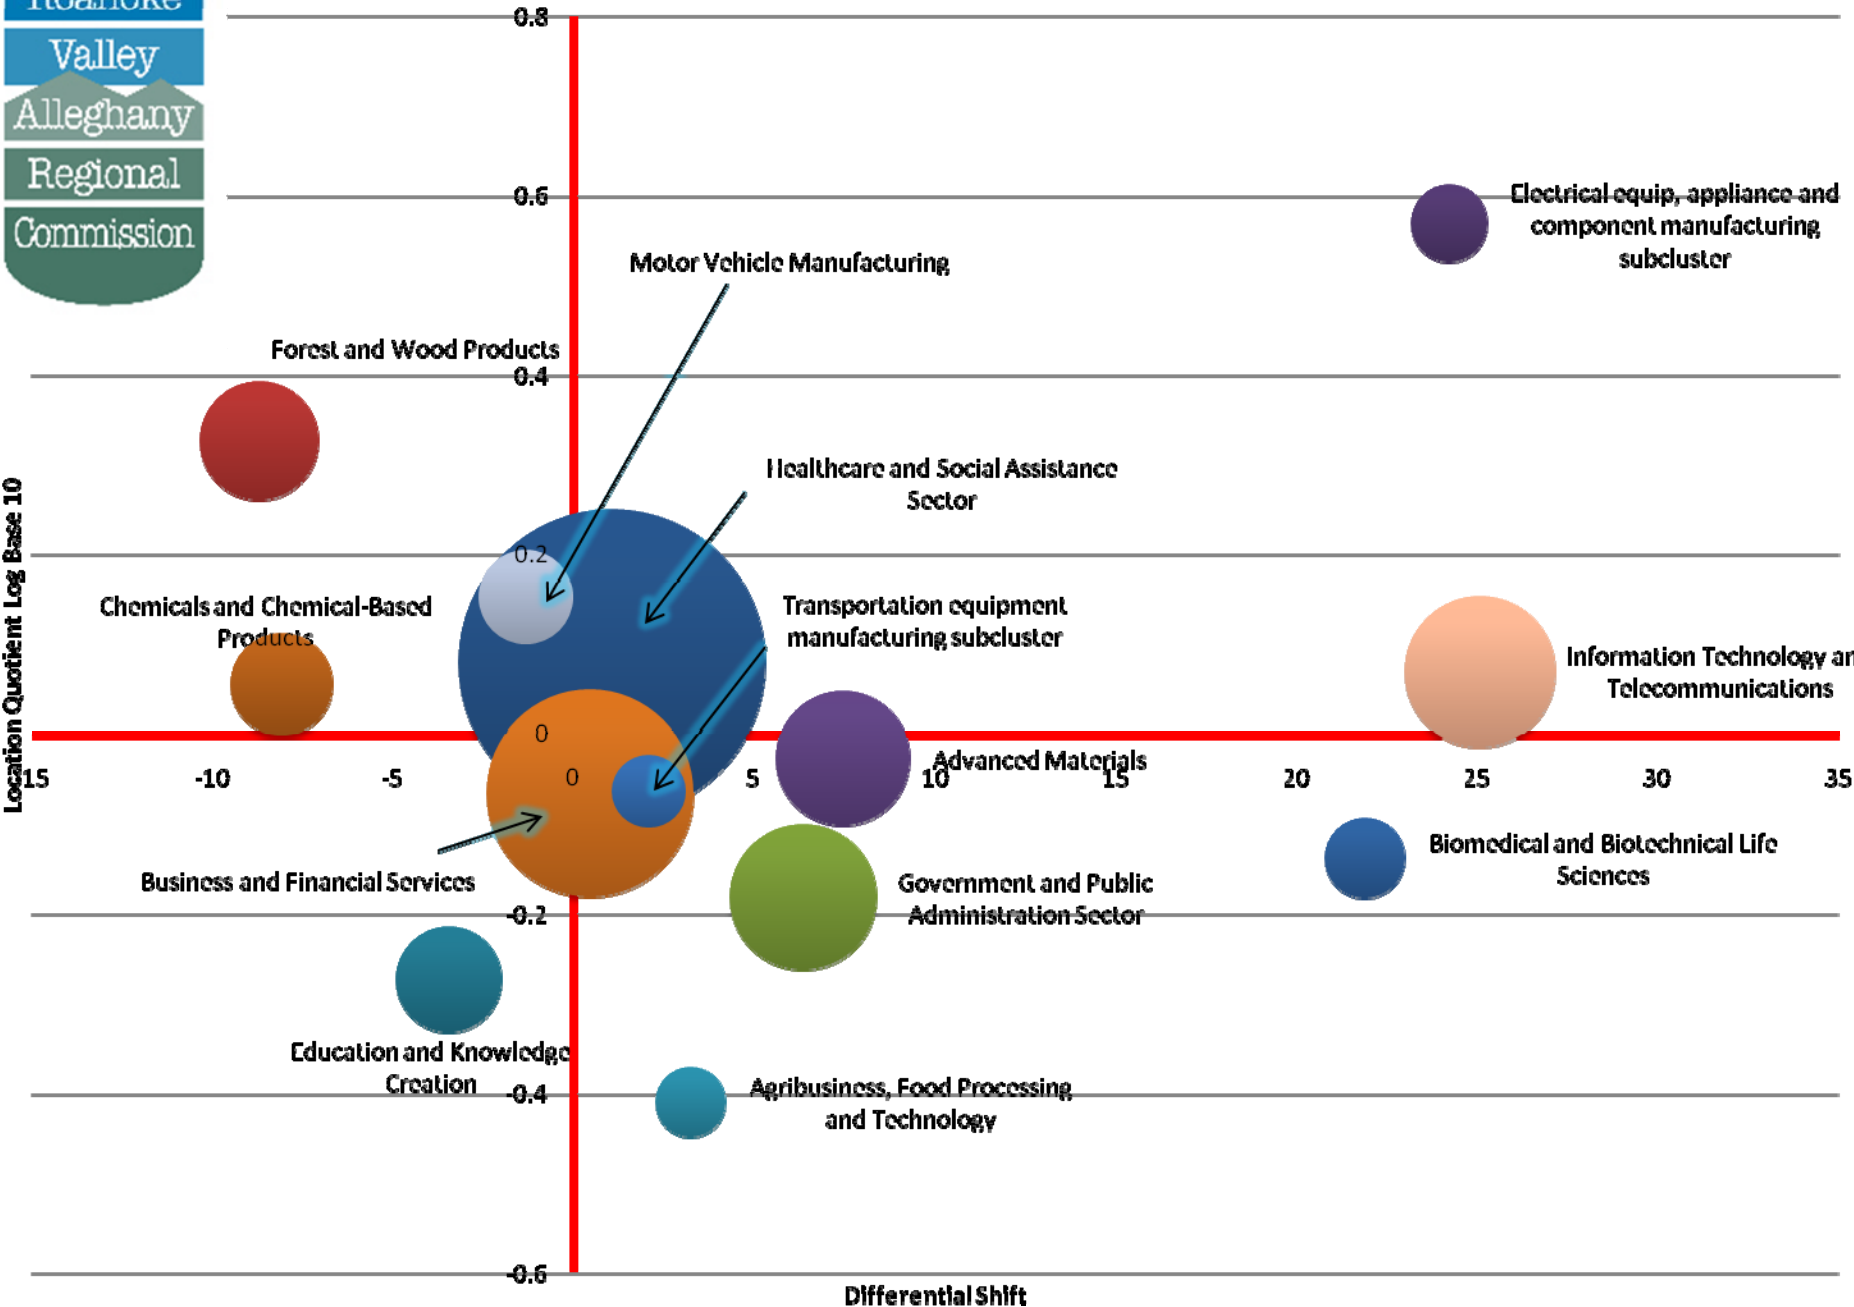 Roanoke
Valley
Alleghany
Regional
Commission
0.8
0.6
Electrical equip, appliance and
component manufacturing
subcluster
Motor Vehicle Manufacturing
Forest and Wood Products
0.4
Healthcare and Social Assistance
Sector
0.2
Chemicals and Chemical-Based
Products
Transportation equipment
manufacturing subcluster
Information Technology an
Telecommunications
Location Quotient Log Base 10
0
Advanced Materials
-15 -10 -5 0 5 10 15 20 25 30 35
Biomedical and Biotechnical Life
Sciences
Business and Financial Services
Government and Public
Administration Sector
-0.2
Education and Knowledge
Creation
-0.4
Agribusiness, Food Processing
and Technology
-0.6
Differential Shift